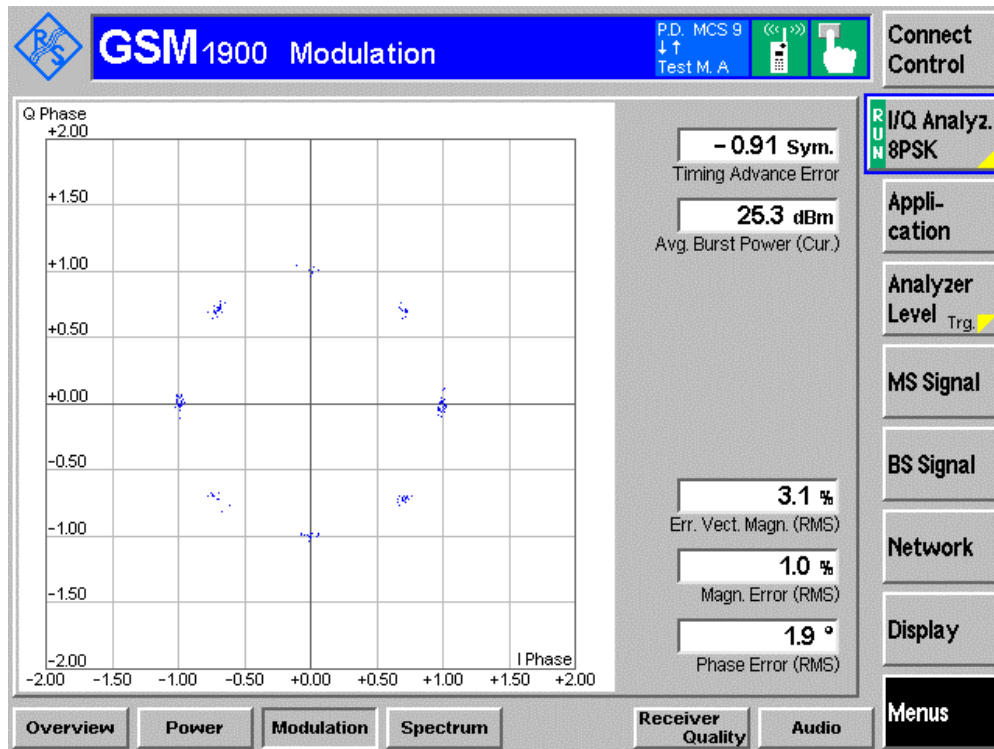 R&S
GSM 1900 Modulation
P.D. MCS 9
↓↑
Test M. A
Connect
Control
RUN
I/Q Analyz.
8PSK
Appli-
cation
Analyzer
Level Trg.
MS Signal
BS Signal
Network
Display
Menus
Q Phase
+2.00
+1.50
+1.00
+0.50
+0.00
-0.50
-1.00
-1.50
-2.00
I Phase
-2.00 -1.50 -1.00 -0.50 +0.00 +0.50 +1.00 +1.50 +2.00
-0.91 Sym.
Timing Advance Error
25.3 dBm
Avg. Burst Power (Cur.)
3.1 %
Err. Vect. Magn. (RMS)
1.0 %
Magn. Error (RMS)
1.9 °
Phase Error (RMS)
Overview
Power
Modulation
Spectrum
Receiver
Quality
Audio